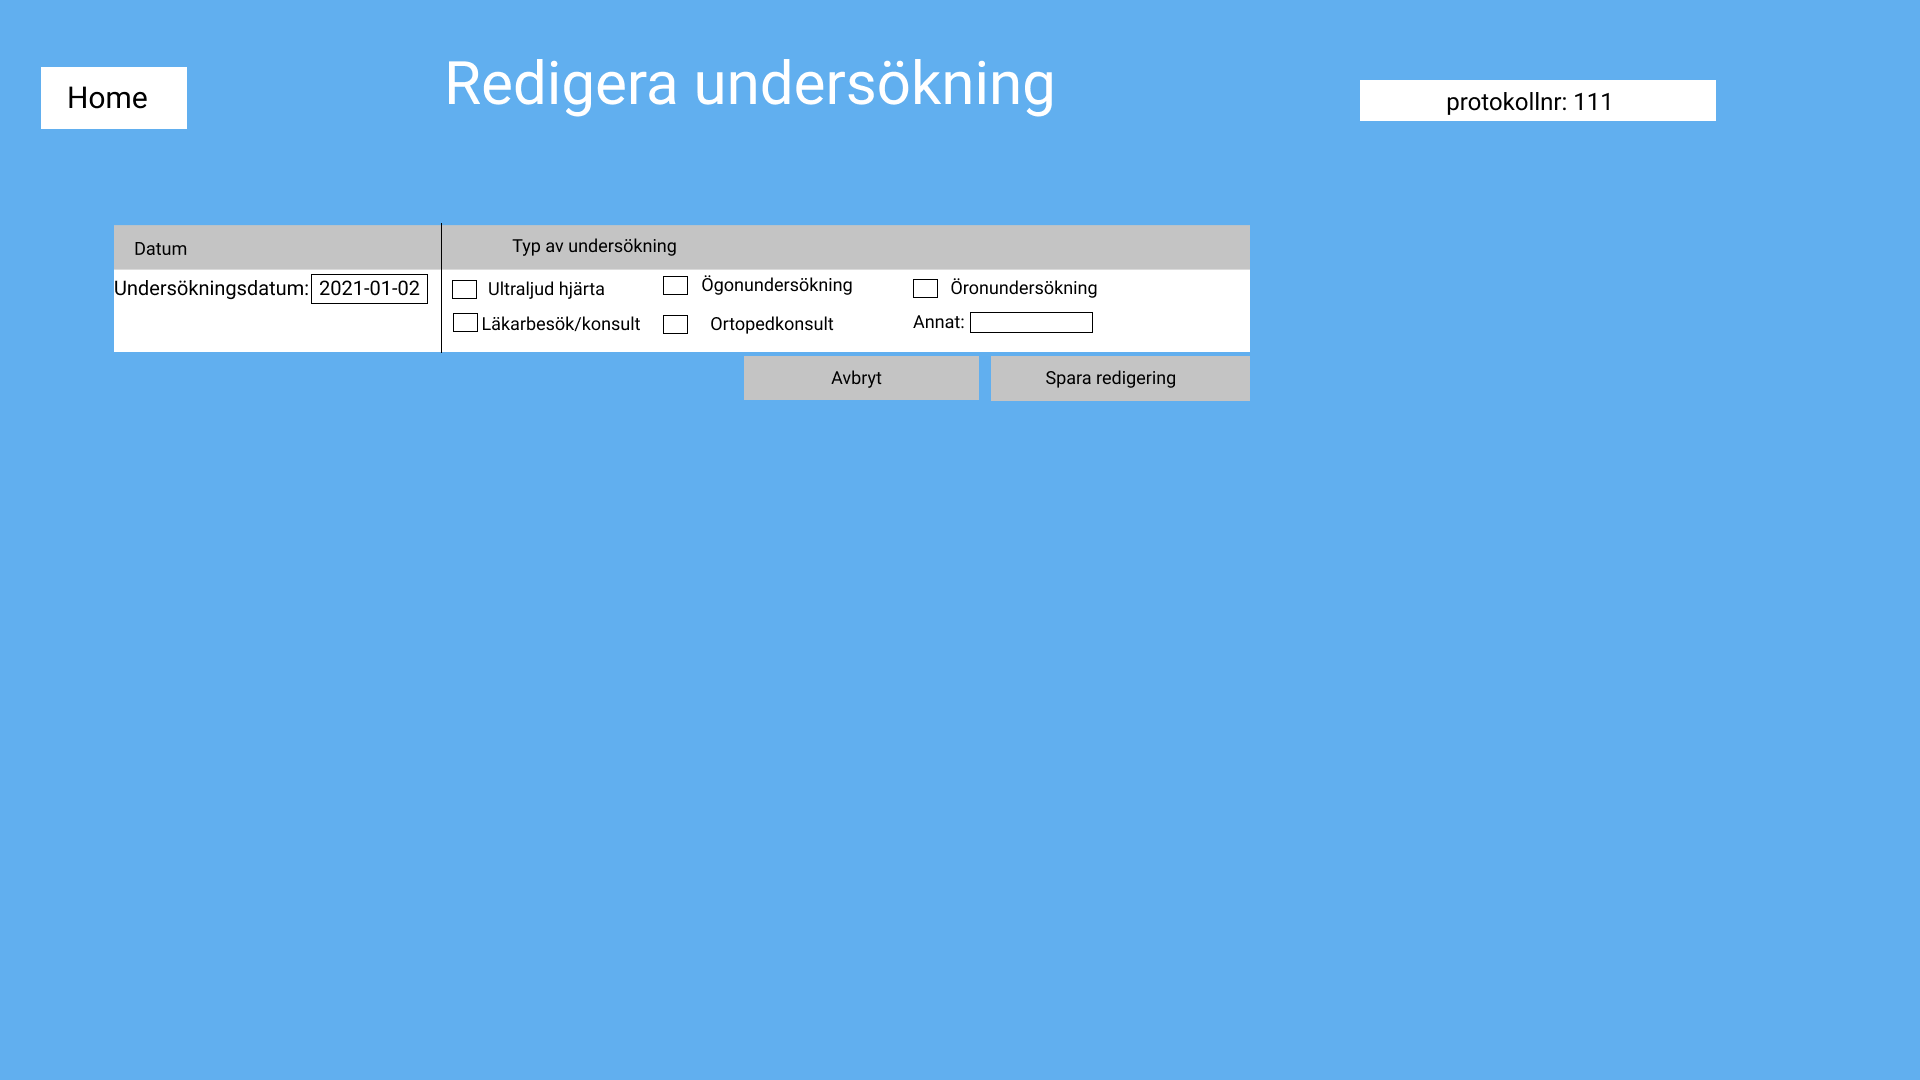 Home
Redigera undersökning
protokollnr: 111
Datum
Typ av undersökning
Undersökningsdatum: 2021-01-02
Ultraljud hjärta
Ögonundersökning
Öronundersökning
Läkarbesök/konsult
Ortopedkonsult
Annat:
Avbryt
Spara redigering